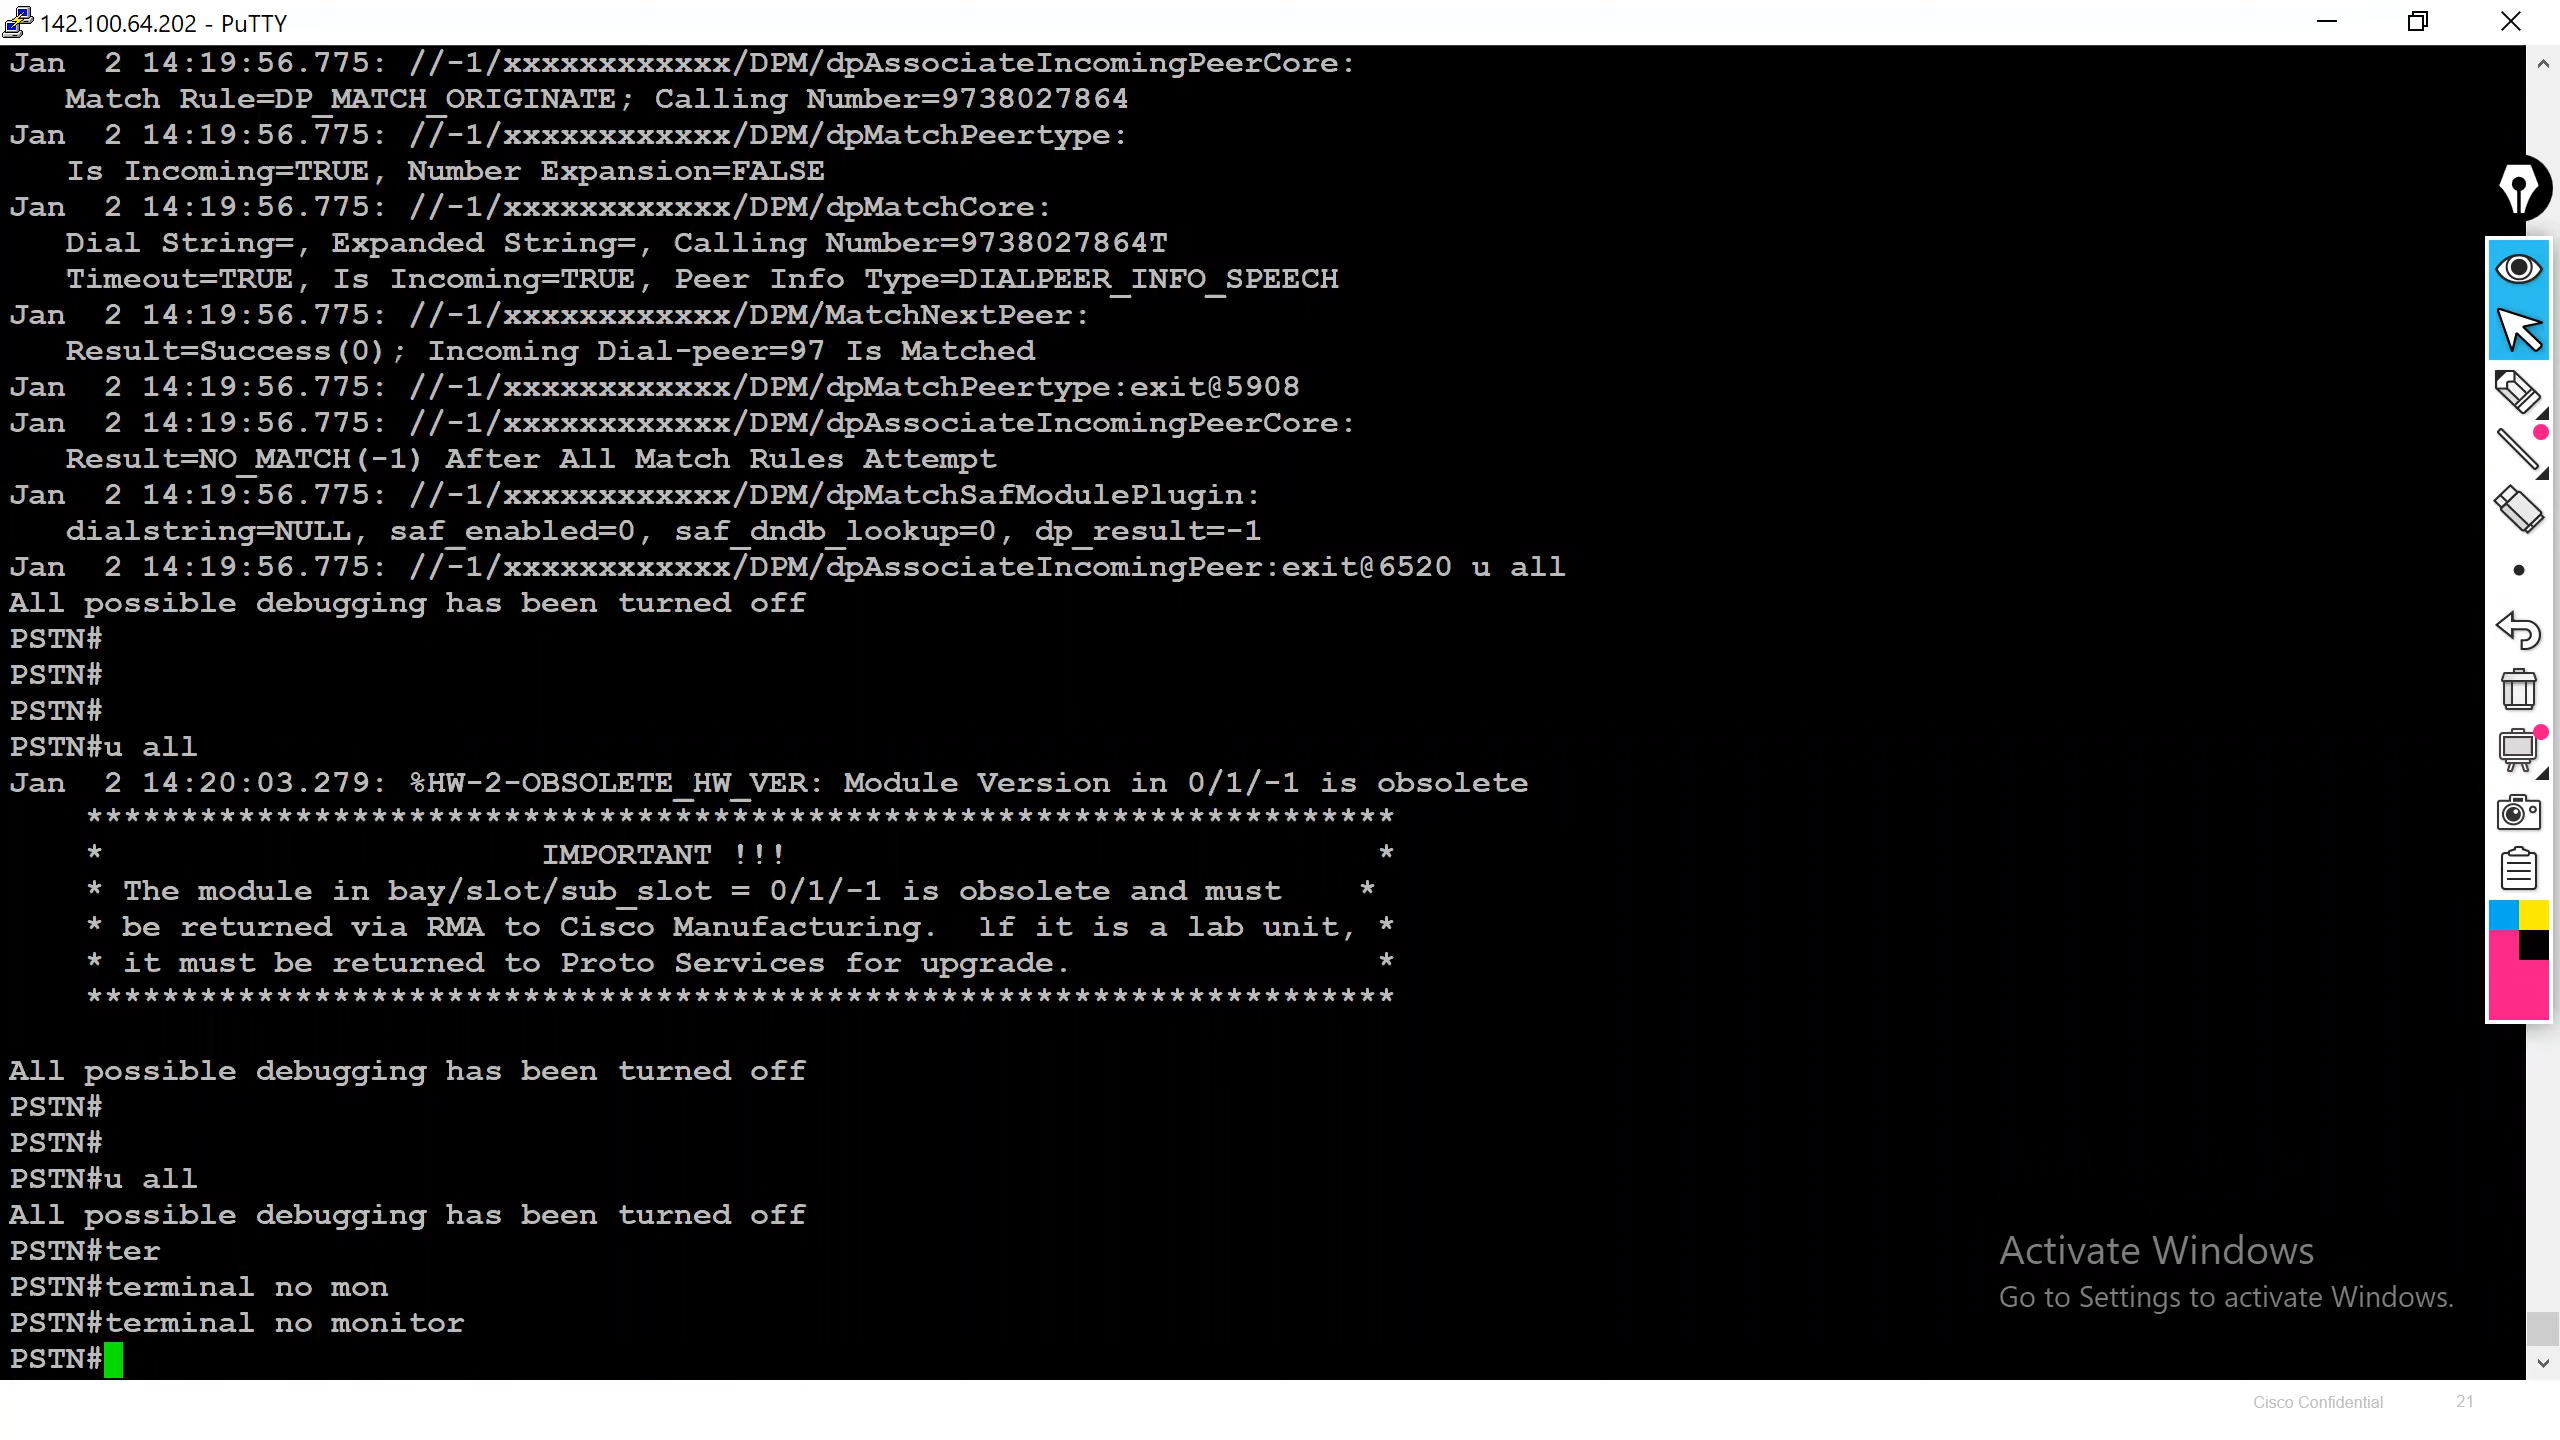 142.100.64.202 - PuTTY
Jan  2 14:19:56.775: //-1/xxxxxxxxxxxx/DPM/dpAssociateIncomingPeerCore:
   Match Rule=DP_MATCH_ORIGINATE; Calling Number=9738027864
Jan  2 14:19:56.775: //-1/xxxxxxxxxxxx/DPM/dpMatchPeertype:
   Is Incoming=TRUE, Number Expansion=FALSE
Jan  2 14:19:56.775: //-1/xxxxxxxxxxxx/DPM/dpMatchCore:
   Dial String=, Expanded String=, Calling Number=9738027864T
   Timeout=TRUE, Is Incoming=TRUE, Peer Info Type=DIALPEER_INFO_SPEECH
Jan  2 14:19:56.775: //-1/xxxxxxxxxxxx/DPM/MatchNextPeer:
   Result=Success(0); Incoming Dial-peer=97 Is Matched
Jan  2 14:19:56.775: //-1/xxxxxxxxxxxx/DPM/dpMatchPeertype:exit@5908
Jan  2 14:19:56.775: //-1/xxxxxxxxxxxx/DPM/dpAssociateIncomingPeerCore:
   Result=NO_MATCH(-1) After All Match Rules Attempt
Jan  2 14:19:56.775: //-1/xxxxxxxxxxxx/DPM/dpMatchSafModulePlugin:
   dialstring=NULL, saf_enabled=0, saf_dndb_lookup=0, dp_result=-1
Jan  2 14:19:56.775: //-1/xxxxxxxxxxxx/DPM/dpAssociateIncomingPeer:exit@6520 u all
All possible debugging has been turned off
PSTN#
PSTN#
PSTN#
PSTN#u all
Jan  2 14:20:03.279: %HW-2-OBSOLETE_HW_VER: Module Version in 0/1/-1 is obsolete
*********************************************************************
*                       IMPORTANT !!!                               *
* The module in bay/slot/sub_slot = 0/1/-1 is obsolete and must    *
* be returned via RMA to Cisco Manufacturing.  If it is a lab unit, *
* it must be returned to Proto Services for upgrade.                *
*********************************************************************
All possible debugging has been turned off
PSTN#
PSTN#
PSTN#u all
All possible debugging has been turned off
PSTN#ter
PSTN#terminal no mon
PSTN#terminal no monitor
PSTN#
Activate Windows
Go to Settings to activate Windows.
Cisco Confidential
21